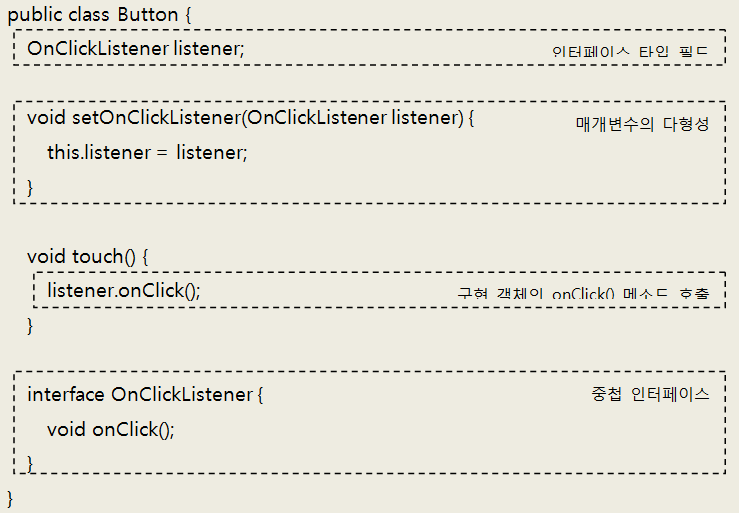 public class Button {
OnClickListener listener; 인터페이스 타입 필드
void setOnClickListener(OnClickListener listener) { 매개변수의 다형성
this.listener = listener;
}
void touch() {
listener.onClick(); 구현 객체의 onClick() 메소드 호출
}
interface OnClickListener { 중첩 인터페이스
void onClick();
}
}